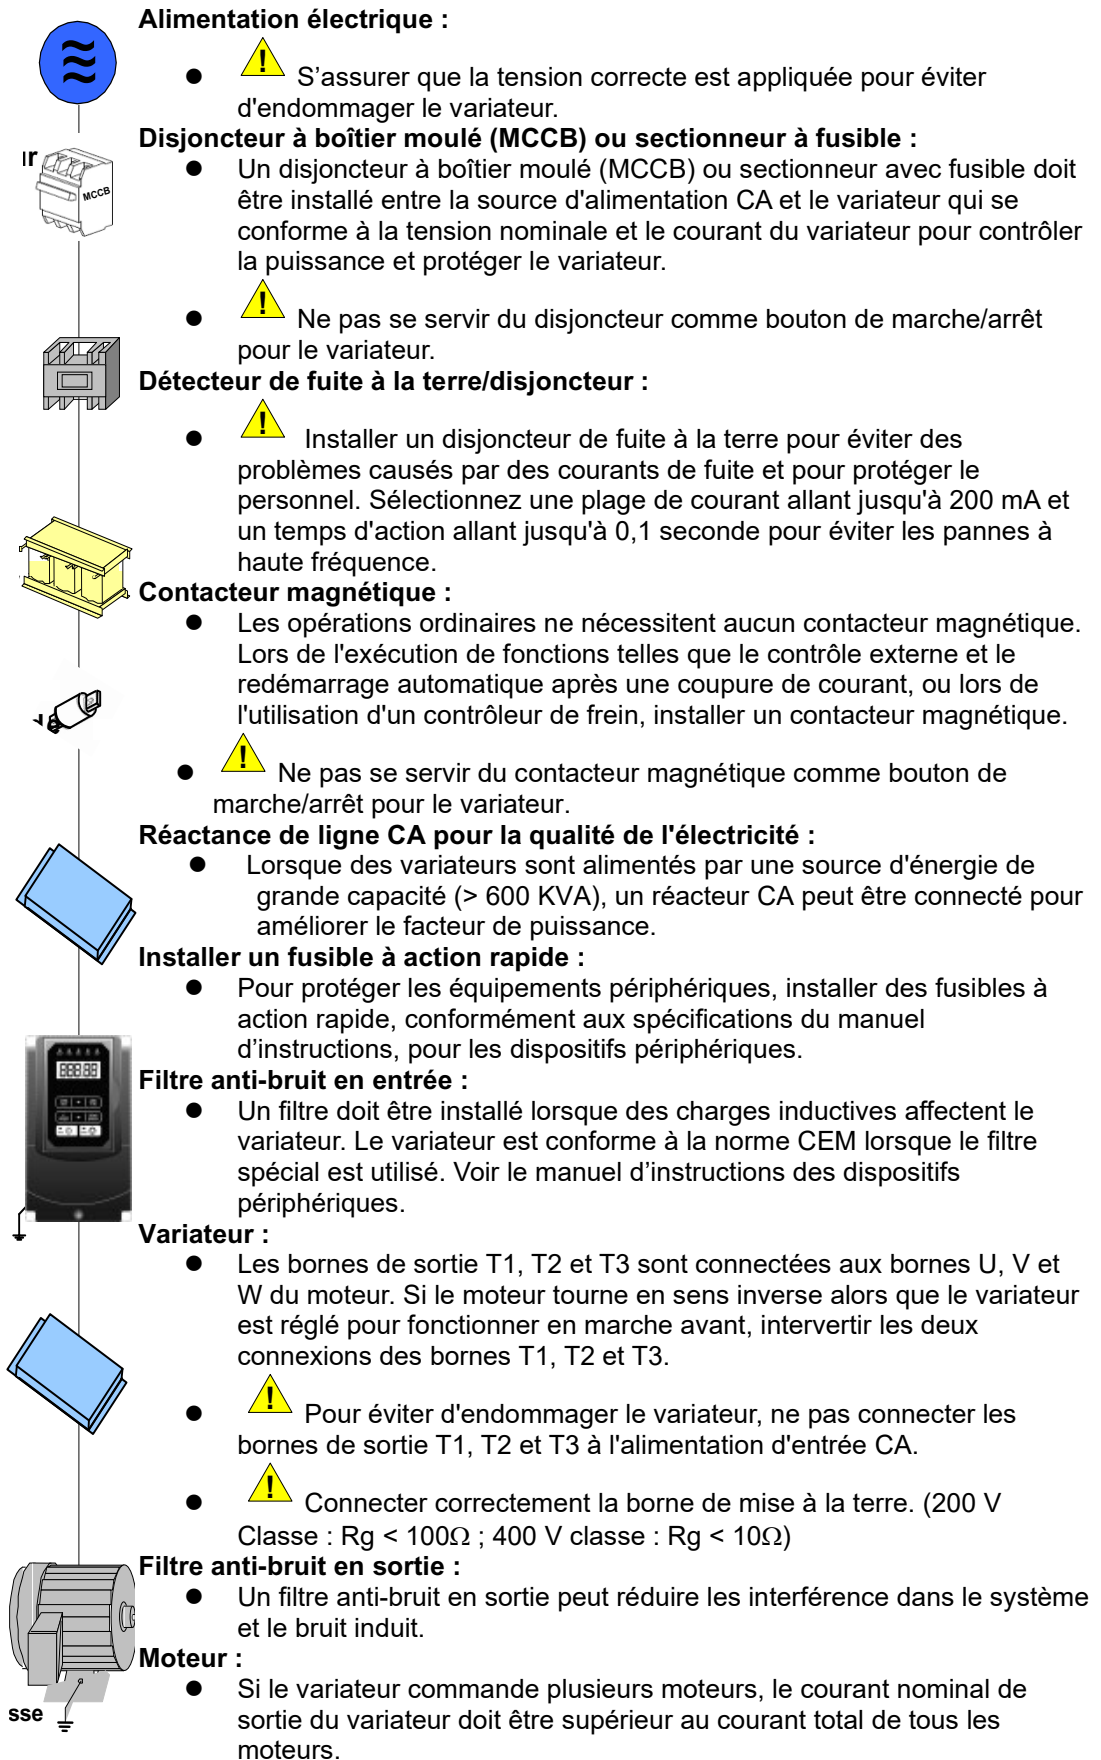 Alimentation électrique :
● ! S'assurer que la tension correcte est appliquée pour éviter
d'endommager le variateur.
Disjoncteur à boîtier moulé (MCCB) ou sectionneur à fusible :
ur
MCCB
● Un disjoncteur à boîtier moulé (MCCB) ou sectionneur avec fusible doit
être installé entre la source d'alimentation CA et le variateur qui se
conforme à la tension nominale et le courant du variateur pour contrôler
la puissance et protéger le variateur.
● ! Ne pas se servir du disjoncteur comme bouton de marche/arrêt
pour le variateur.
Détecteur de fuite à la terre/disjoncteur :
● ! Installer un disjoncteur de fuite à la terre pour éviter des
problèmes causés par des courants de fuite et pour protéger le
personnel. Sélectionnez une plage de courant allant jusqu'à 200 mA et
un temps d'action allant jusqu'à 0,1 seconde pour éviter les pannes à
haute fréquence.
Contacteur magnétique :
● Les opérations ordinaires ne nécessitent aucun contacteur magnétique.
Lors de l'exécution de fonctions telles que le contrôle externe et le
redémarrage automatique après une coupure de courant, ou lors de
l'utilisation d'un contrôleur de frein, installer un contacteur magnétique.
● ! Ne pas se servir du contacteur magnétique comme bouton de
marche/arrêt pour le variateur.
Réactance de ligne CA pour la qualité de l'électricité :
● Lorsque des variateurs sont alimentés par une source d'énergie de
grande capacité (> 600 KVA), un réacteur CA peut être connecté pour
améliorer le facteur de puissance.
Installer un fusible à action rapide :
● Pour protéger les équipements périphériques, installer des fusibles à
action rapide, conformément aux spécifications du manuel
d'instructions, pour les dispositifs périphériques.
Filtre anti-bruit en entrée :
● Un filtre doit être installé lorsque des charges inductives affectent le
variateur. Le variateur est conforme à la norme CEM lorsque le filtre
spécial est utilisé. Voir le manuel d'instructions des dispositifs
périphériques.
Variateur :
● Les bornes de sortie T1, T2 et T3 sont connectées aux bornes U, V et
W du moteur. Si le moteur tourne en sens inverse alors que le variateur
est réglé pour fonctionner en marche avant, intervertir les deux
connexions des bornes T1, T2 et T3.
● ! Pour éviter d'endommager le variateur, ne pas connecter les
bornes de sortie T1, T2 et T3 à l'alimentation d'entrée CA.
● ! Connecter correctement la borne de mise à la terre. (200 V
Classe : Rg < 100Ω ; 400 V classe : Rg < 10Ω)
Filtre anti-bruit en sortie :
● Un filtre anti-bruit en sortie peut réduire les interférence dans le système
et le bruit induit.
Moteur :
● Si le variateur commande plusieurs moteurs, le courant nominal de
sortie du variateur doit être supérieur au courant total de tous les
moteurs.
sse